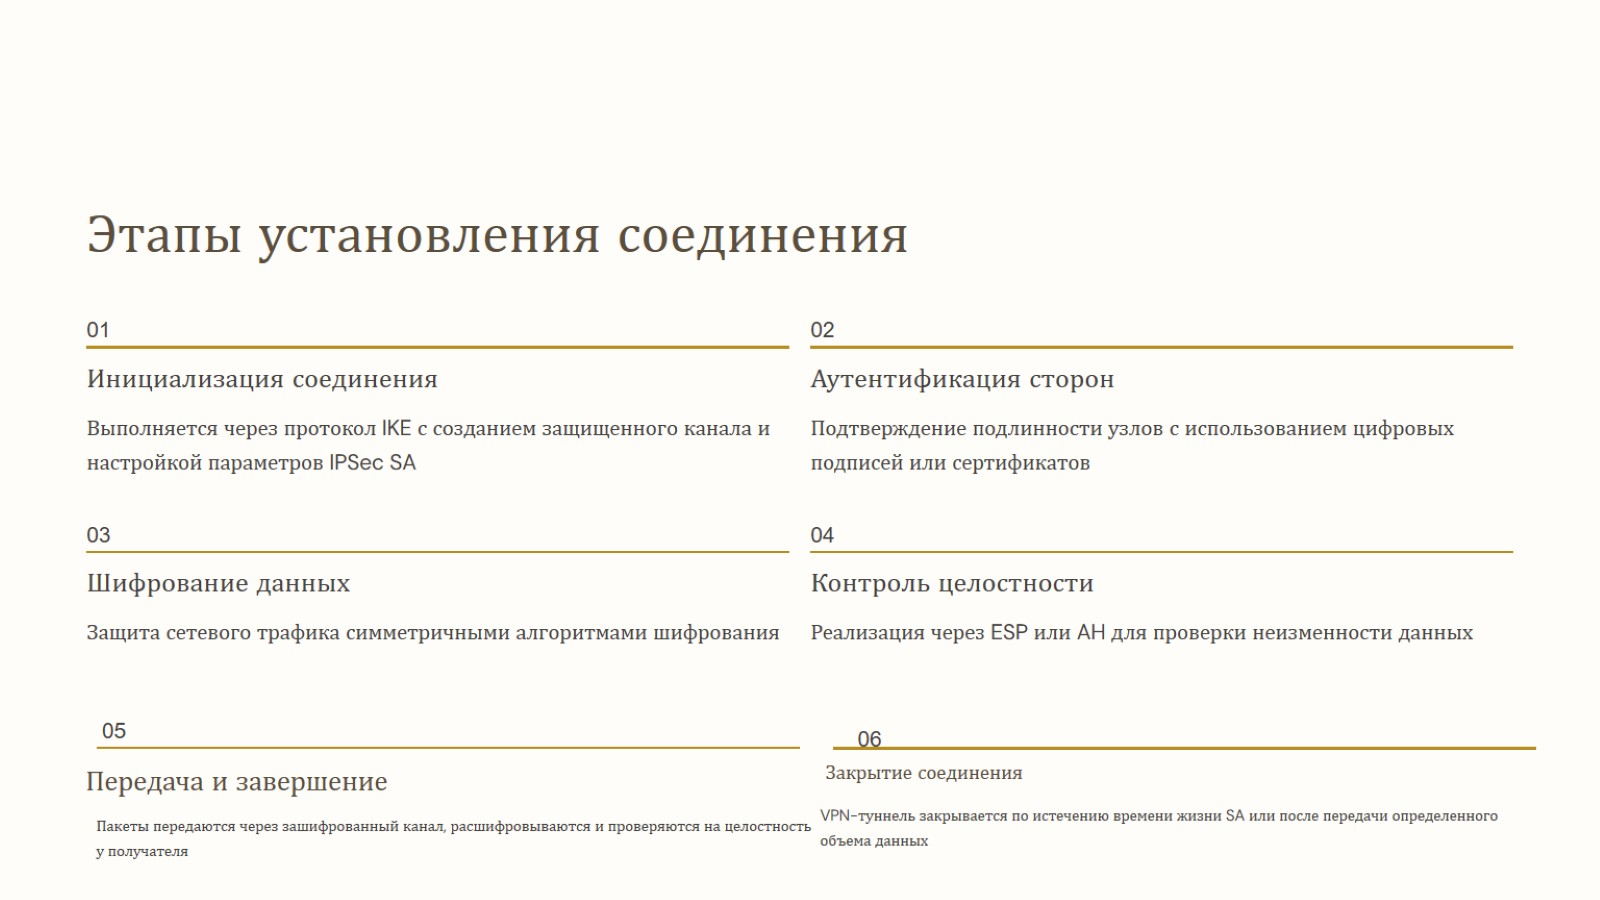 Этапы установления соединения
01
Инициализация соединения
Выполняется через протокол IKE с созданием защищенного канала и
настройкой параметров IPSec SA
02
Аутентификация сторон
Подтверждение подлинности узлов с использованием цифровых
подписей или сертификатов
03
Шифрование данных
Защита сетевого трафика симметричными алгоритмами шифрования
04
Контроль целостности
Реализация через ESP или AH для проверки неизменности данных
05
Передача и завершение
Пакеты передаются через зашифрованный канал, расшифровываются и проверяются на целостность
у получателя
06
Закрытие соединения
VPN-туннель закрывается по истечению времени жизни SA или после передачи определенного
объема данных